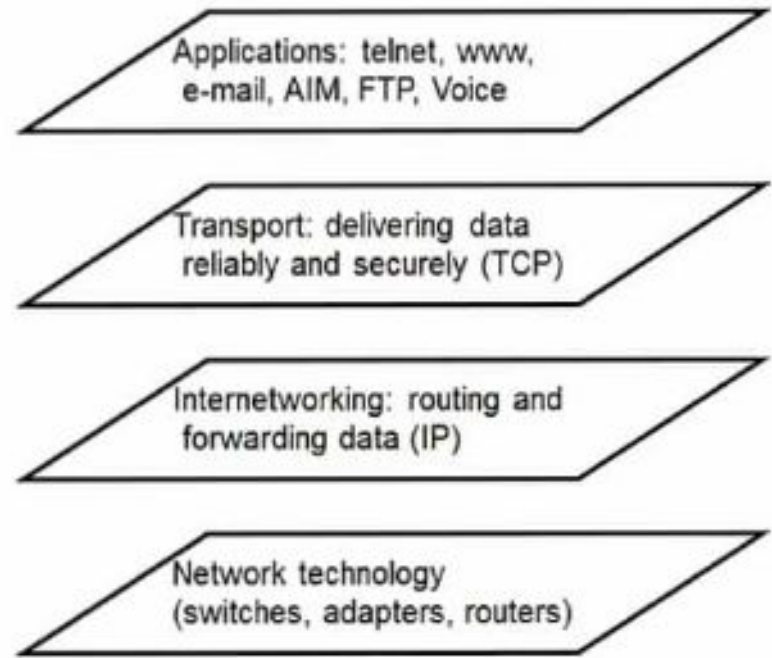 Applications: telnet, www,
e-mail, AIM, FTP, Voice
Transport: delivering data
reliably and securely (TCP)
Internetworking: routing and
forwarding data (IP)
Network technology
(switches, adapters, routers)